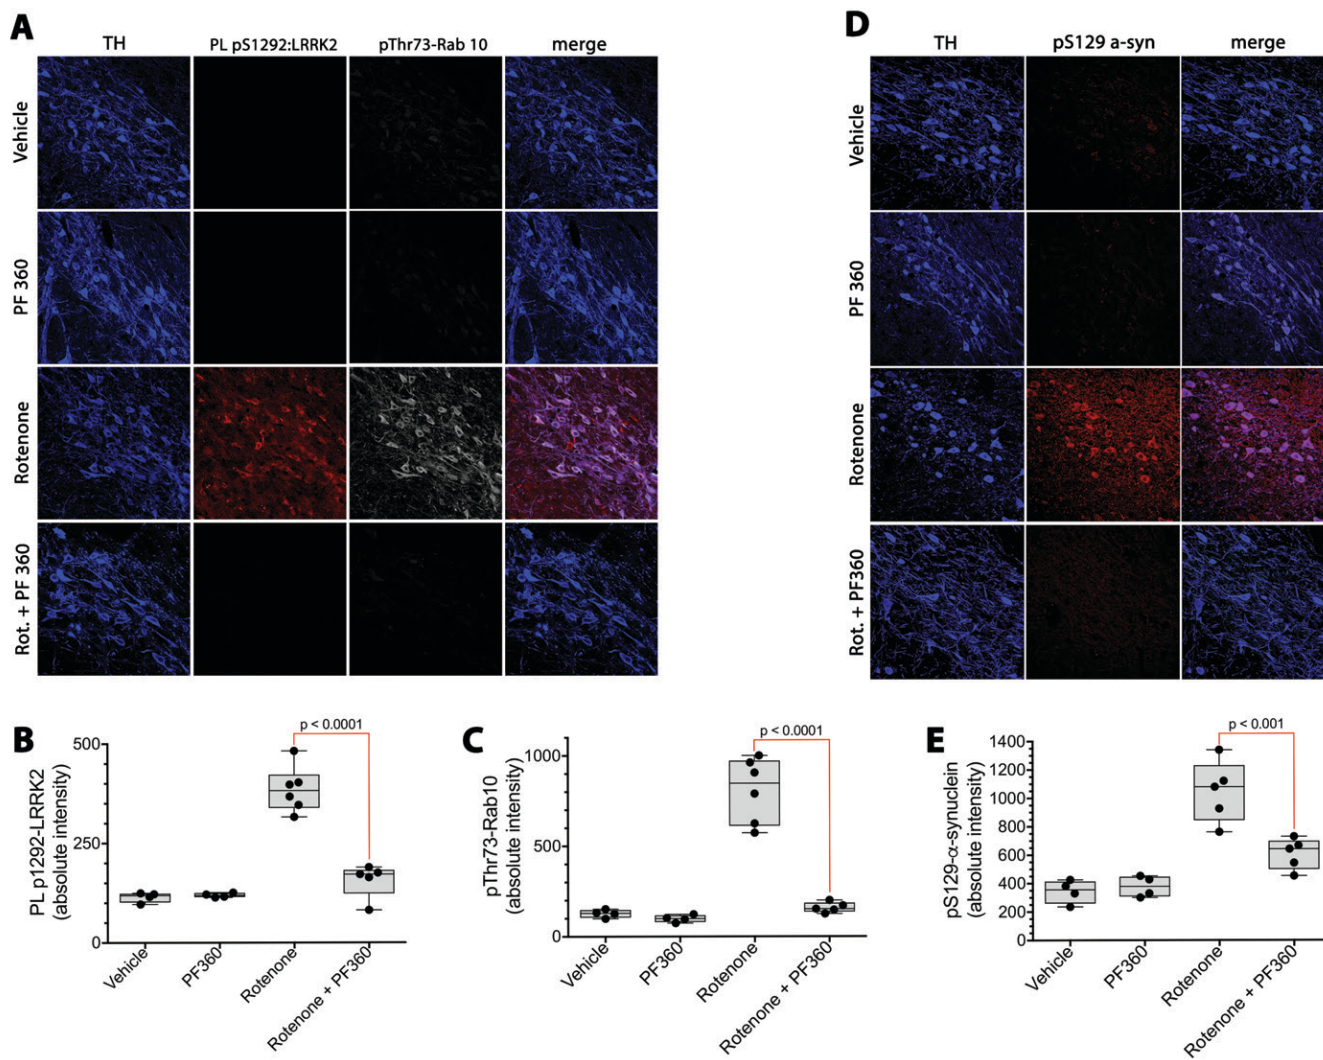 A
TH
PL pS1292:LRRK2
pThr73-Rab 10
merge
Vehicle
PF 360
Rotenone
Rot. + PF 360
D
TH
pS129 a-syn
merge
Vehicle
PF 360
Rotenone
Rot. + PF360
B
PL p1292-LRRK2
(absolute intensity)
500
250
0
p < 0.0001
Vehicle
PF360
Rotenone
Rotenone + PF360
C
pThr73-Rab10
(absolute intensity)
1000
500
0
p < 0.0001
Vehicle
PF360
Rotenone
Rotenone + PF360
E
pS129-α-synuclein
(absolute intensity)
1400
1200
1000
800
600
400
200
0
p < 0.001
Vehicle
PF360
Rotenone
Rotenone + PF360